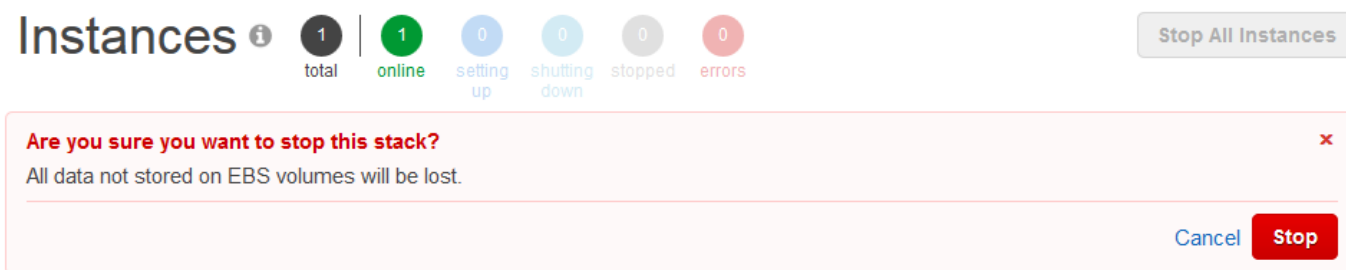 Instances
1
total
1
online
0
setting
up
0
shutting
down
0
stopped
0
errors
Stop All Instances
Are you sure you want to stop this stack?
All data not stored on EBS volumes will be lost.
Cancel
Stop